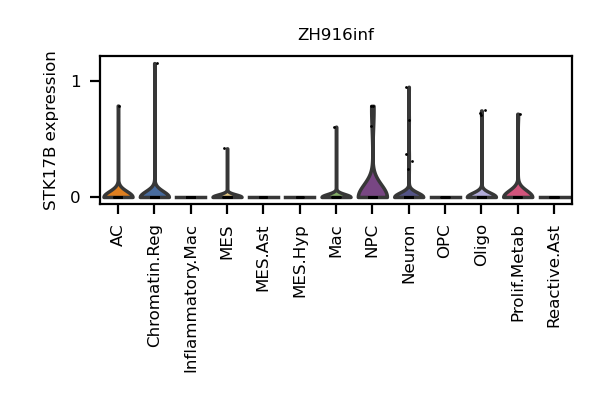 ZH916inf
STK17B expression
1
0
AC
Chromatin.Reg
Inflammatory.Mac
MES
MES.Ast
MES.Hyp
Mac
NPC
Neuron
OPC
Oligo
Prolif.Metab
Reactive.Ast